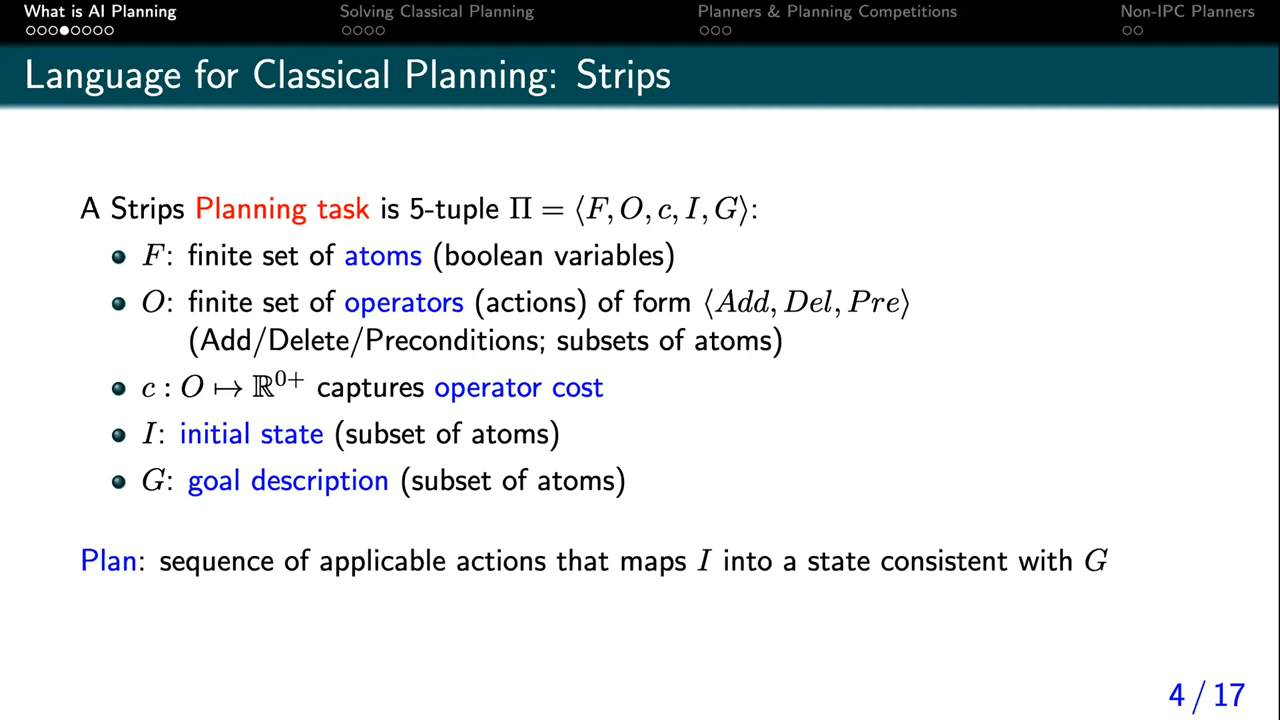 What is AI Planning Solving Classical Planning Planners & Planning Competitions Non-IPC Planners
Language for Classical Planning: Strips
A Strips Planning task is 5-tuple Π = ⟨F, O, c, I, G⟩:
F: finite set of atoms (boolean variables)
O: finite set of operators (actions) of form ⟨Add, Del, Pre⟩
(Add/Delete/Preconditions; subsets of atoms)
c : O ↦ ℝ⁰⁺ captures operator cost
I: initial state (subset of atoms)
G: goal description (subset of atoms)
Plan: sequence of applicable actions that maps I into a state consistent with G
4 / 17